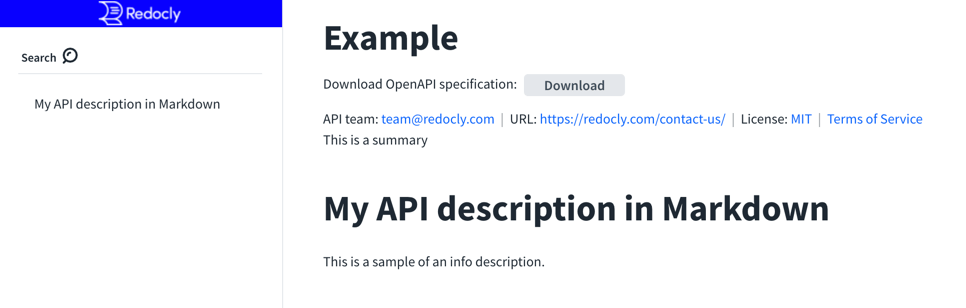 Redocly
Search
My API description in Markdown
Example
Download OpenAPI specification: Download
API team: team@redocly.com | URL: https://redocly.com/contact-us/ | License: MIT | Terms of Service
This is a summary
My API description in Markdown
This is a sample of an info description.